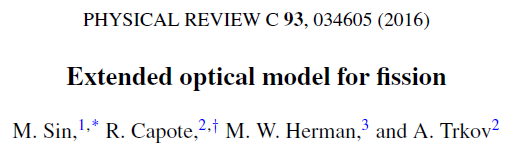 PHYSICAL REVIEW C 93, 034605 (2016)
Extended optical model for fission
M. Sin,1,* R. Capote,2,† M. W. Herman,3 and A. Trkov2